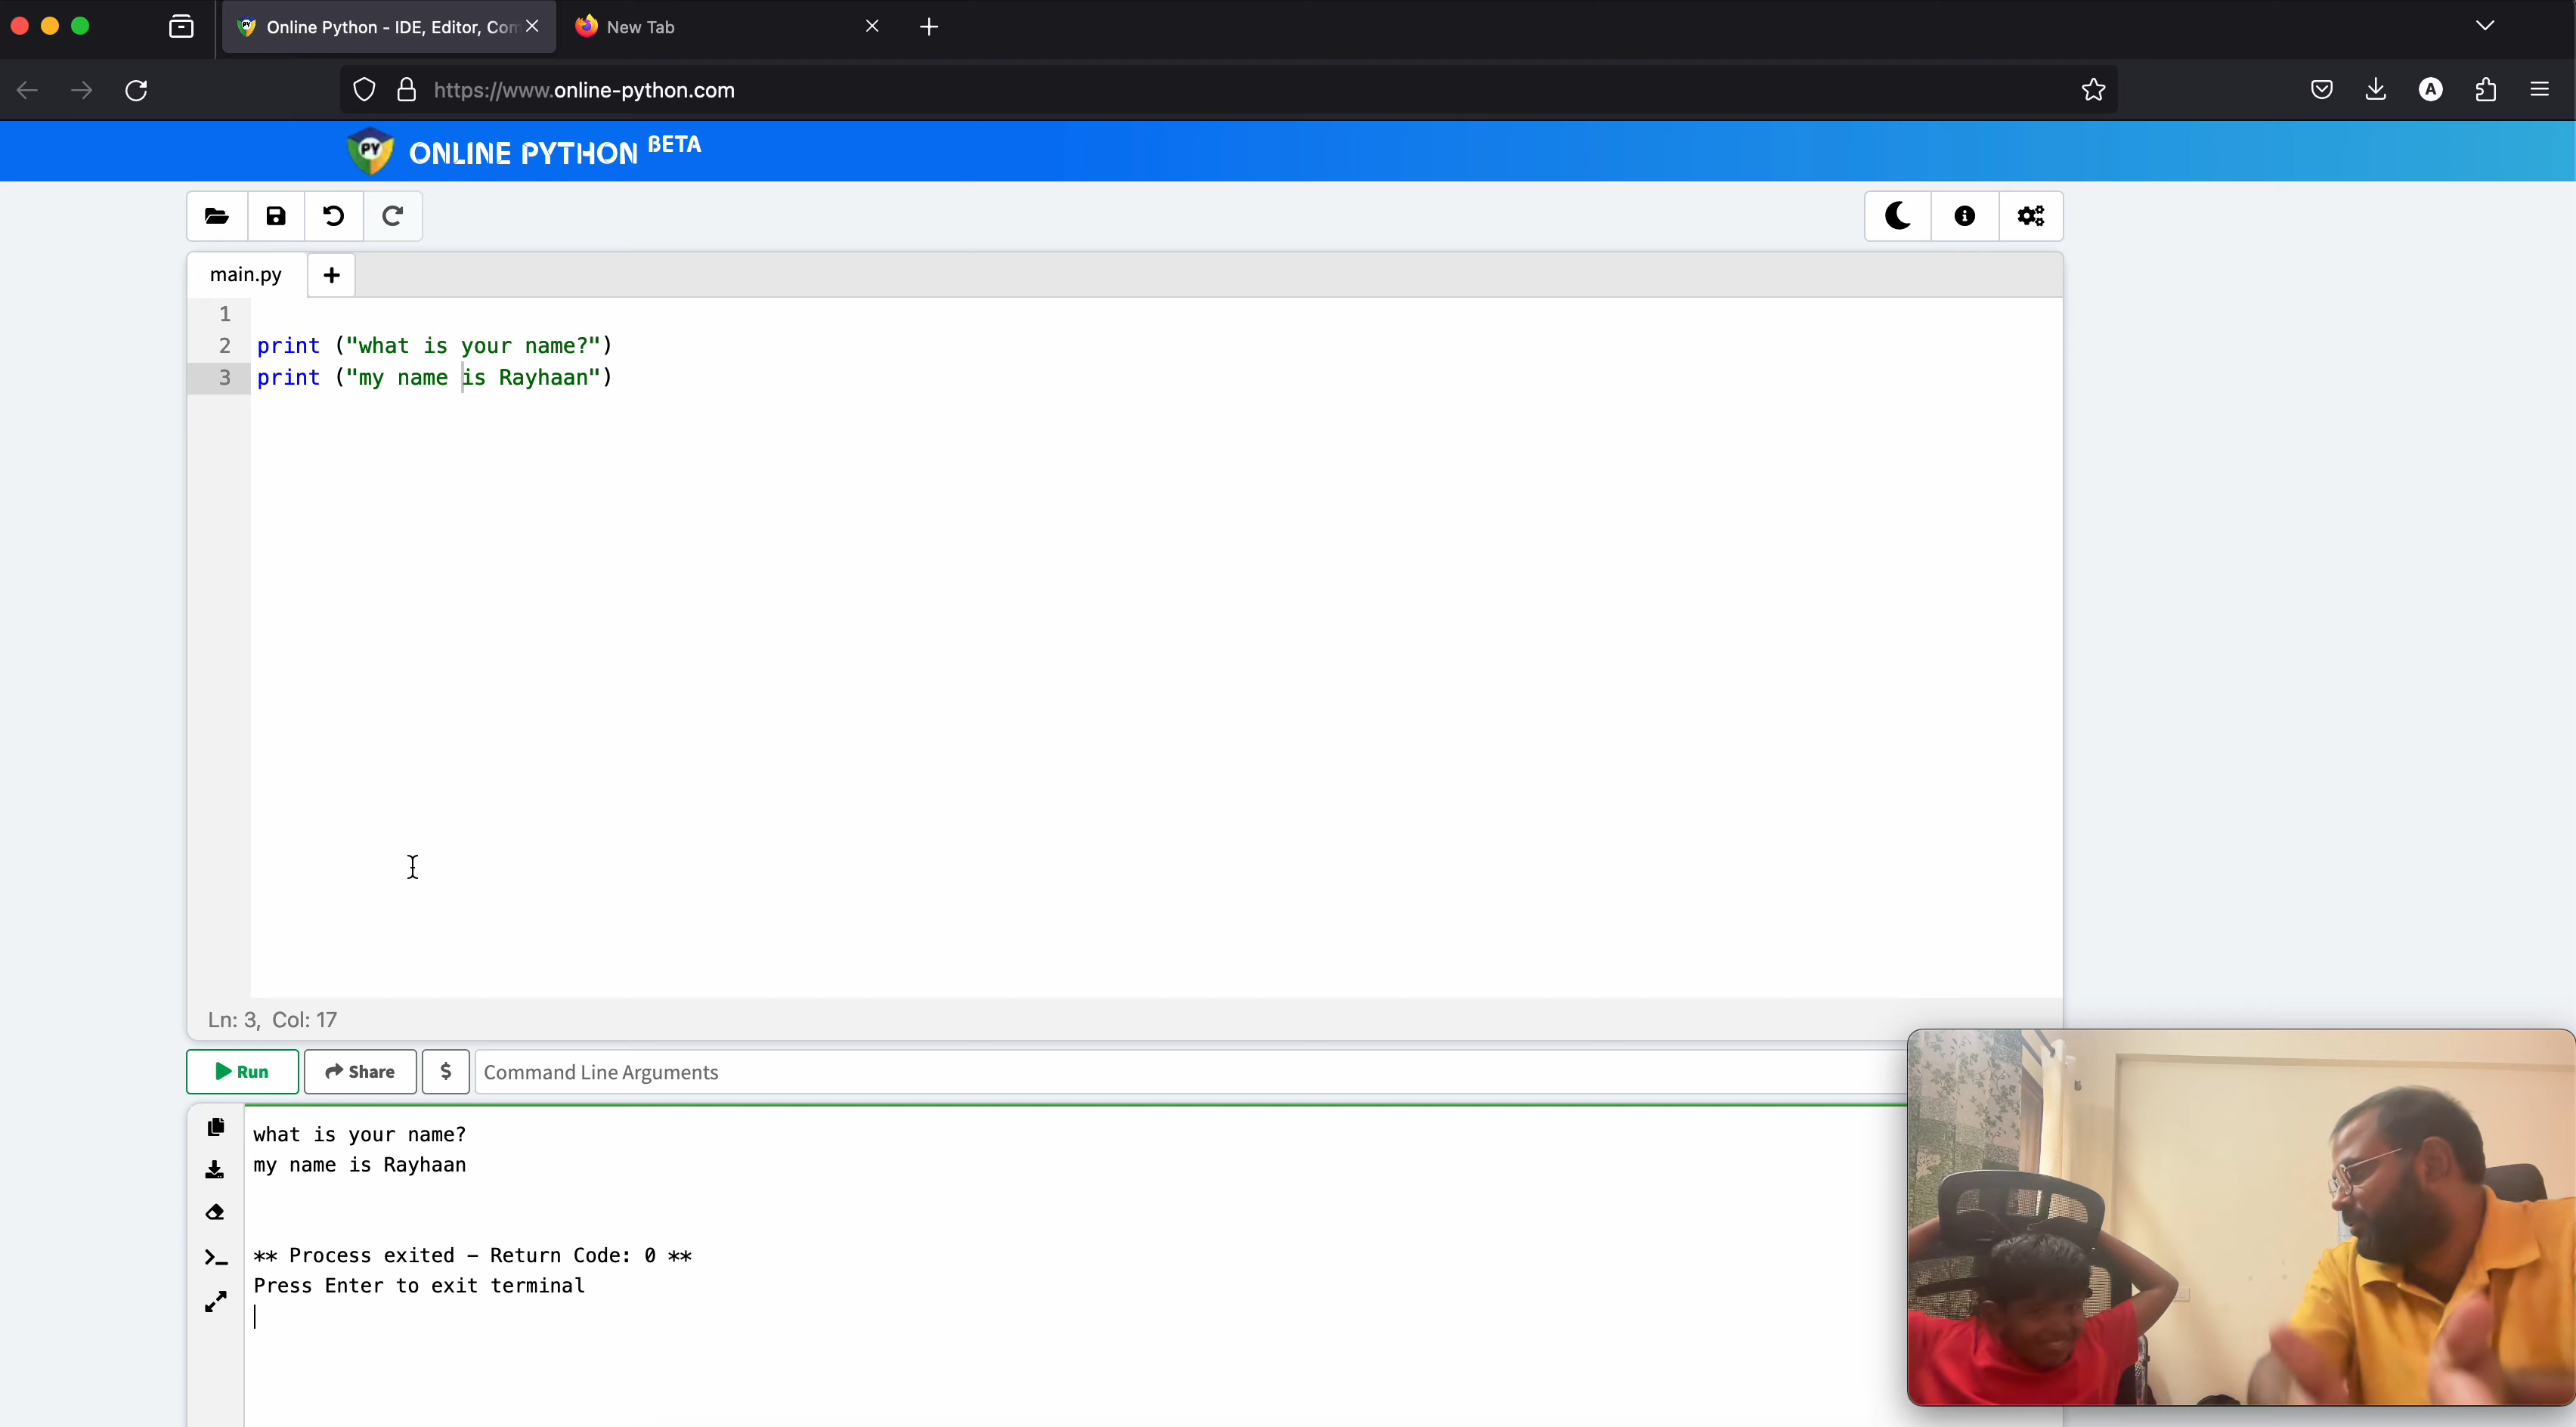 Online Python - IDE, Editor, Com
New Tab
https://www.online-python.com
PY ONLINE PYTHON BETA
main.py
1
2 print ("what is your name?")
3 print ("my name is Rayhaan")
Ln: 3, Col: 17
Run Share $ Command Line Arguments
what is your name?
my name is Rayhaan
** Process exited - Return Code: 0 **
Press Enter to exit terminal